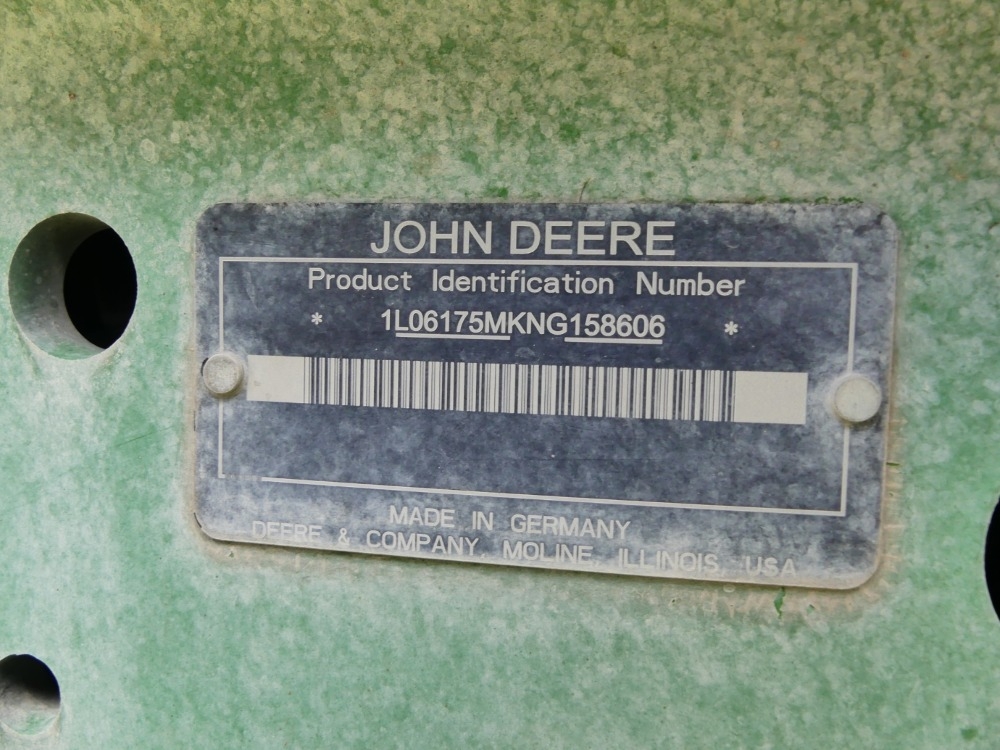 JOHN DEERE
Product Identification Number
* 1L06175MKNG158606 *
MADE IN GERMANY
DEERE & COMPANY, MOLINE, ILLINOIS, USA